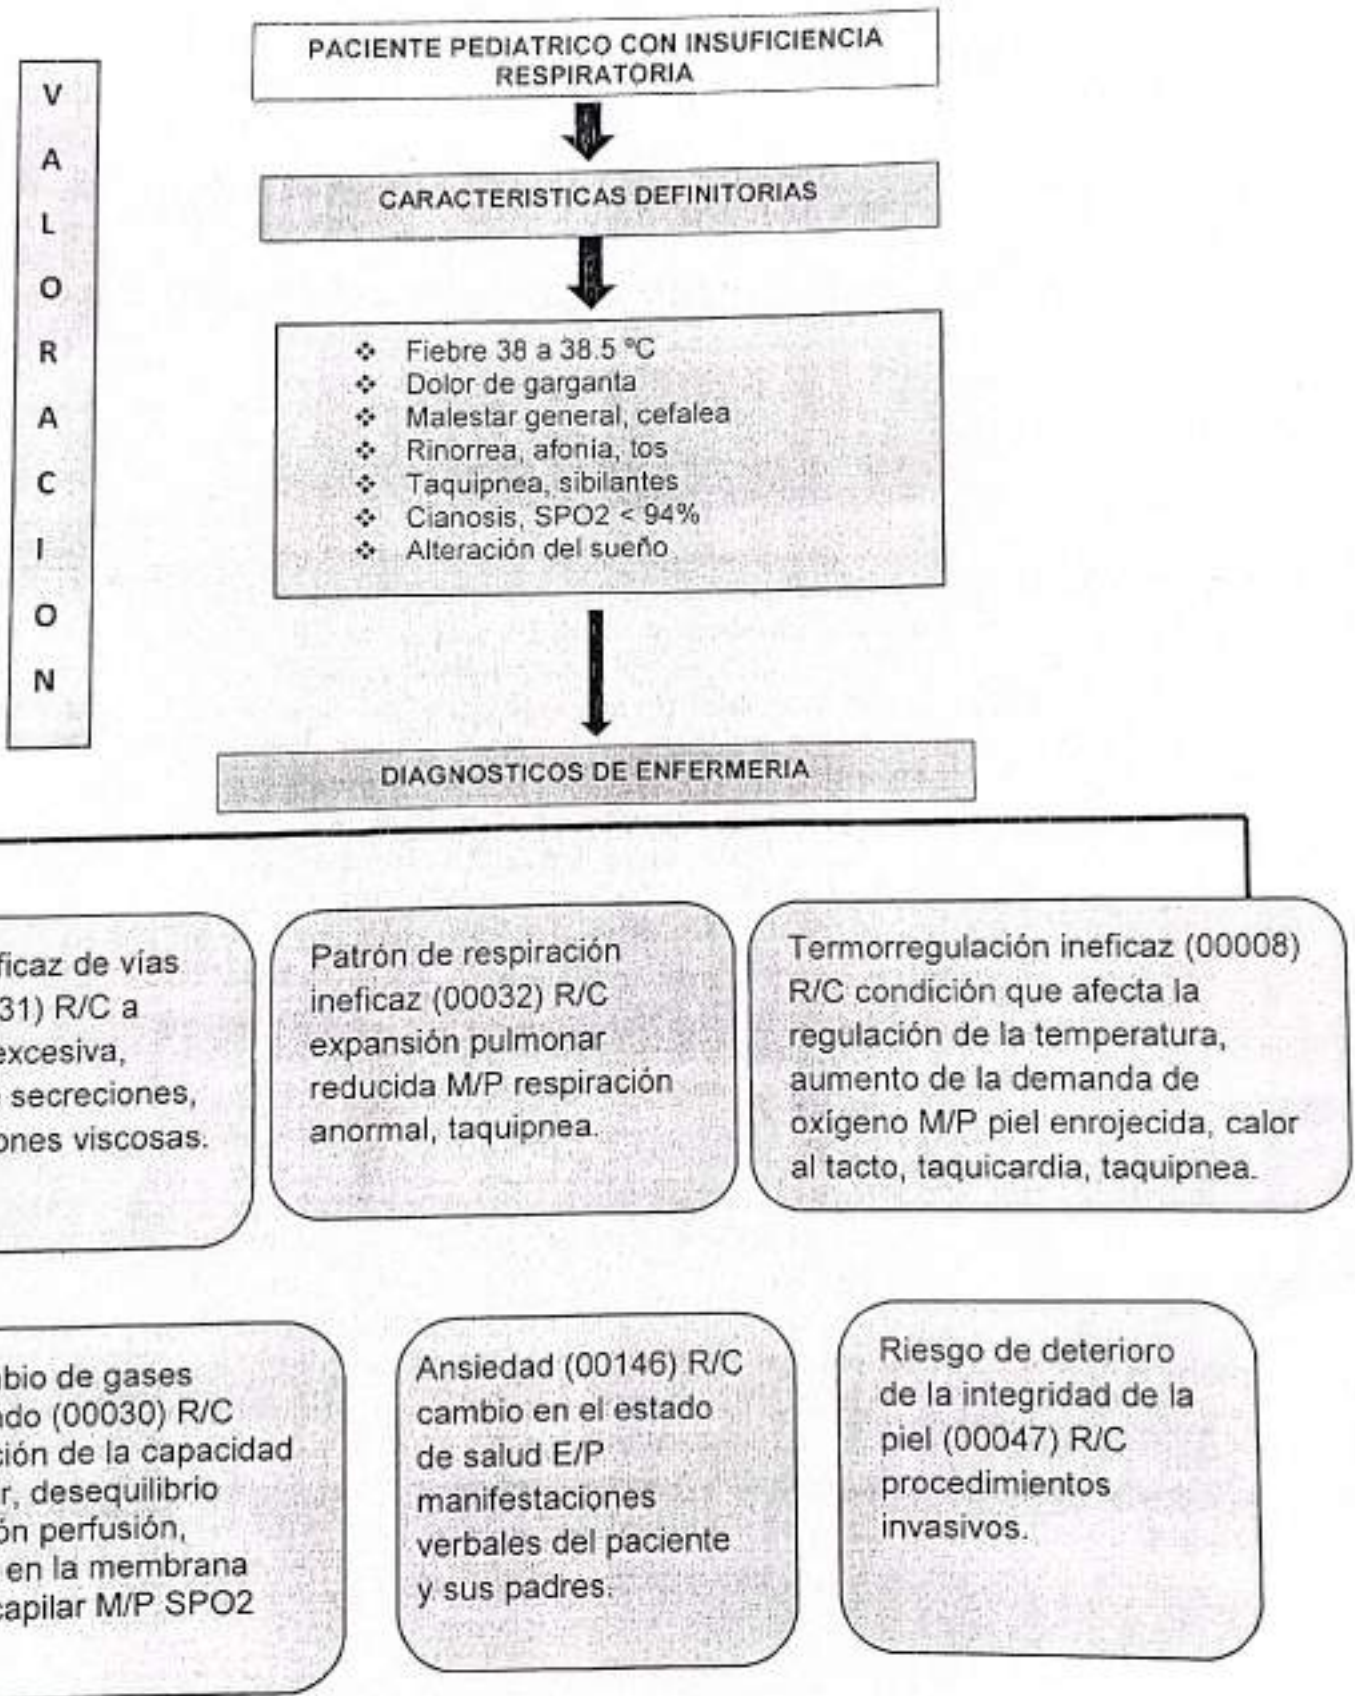 V
A
L
O
R
A
C
I
O
N
PACIENTE PEDIATRICO CON INSUFICIENCIA
RESPIRATORIA
CARACTERISTICAS DEFINITORIAS
❖ Fiebre 38 a 38.5 ºC
❖ Dolor de garganta
❖ Malestar general, cefalea
❖ Rinorrea, afonía, tos
❖ Taquipnea, sibilantes
❖ Cianosis, SPO2 < 94%
❖ Alteración del sueño
DIAGNOSTICOS DE ENFERMERIA
ficaz de vías
31) R/C a
excesiva,
secreciones,
ones viscosas.
Patrón de respiración
ineficaz (00032) R/C
expansión pulmonar
reducida M/P respiración
anormal, taquipnea.
Termorregulación ineficaz (00008)
R/C condición que afecta la
regulación de la temperatura,
aumento de la demanda de
oxígeno M/P piel enrojecida, calor
al tacto, taquicardia, taquipnea.
bio de gases
ado (00030) R/C
ción de la capacidad
r, desequilibrio
ón perfusión,
en la membrana
capilar M/P SPO2
Ansiedad (00146) R/C
cambio en el estado
de salud E/P
manifestaciones
verbales del paciente
y sus padres.
Riesgo de deterioro
de la integridad de la
piel (00047) R/C
procedimientos
invasivos.